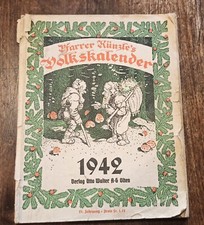 Pfarrer Künzle's
Volkskalender
1942
Verlag Otto Walter A-G Olten